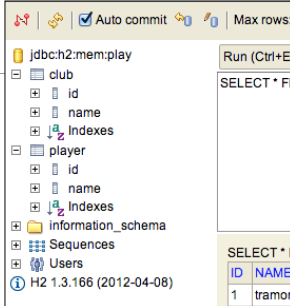 Auto commit
Max rows:
jdbc:h2:mem:play
Run (Ctrl+E
club
SELECT * F
id
name
Indexes
player
id
name
Indexes
information_schema
Sequences
Users
SELECT *
H2 1.3.166 (2012-04-08)
ID NAME
1 tramor